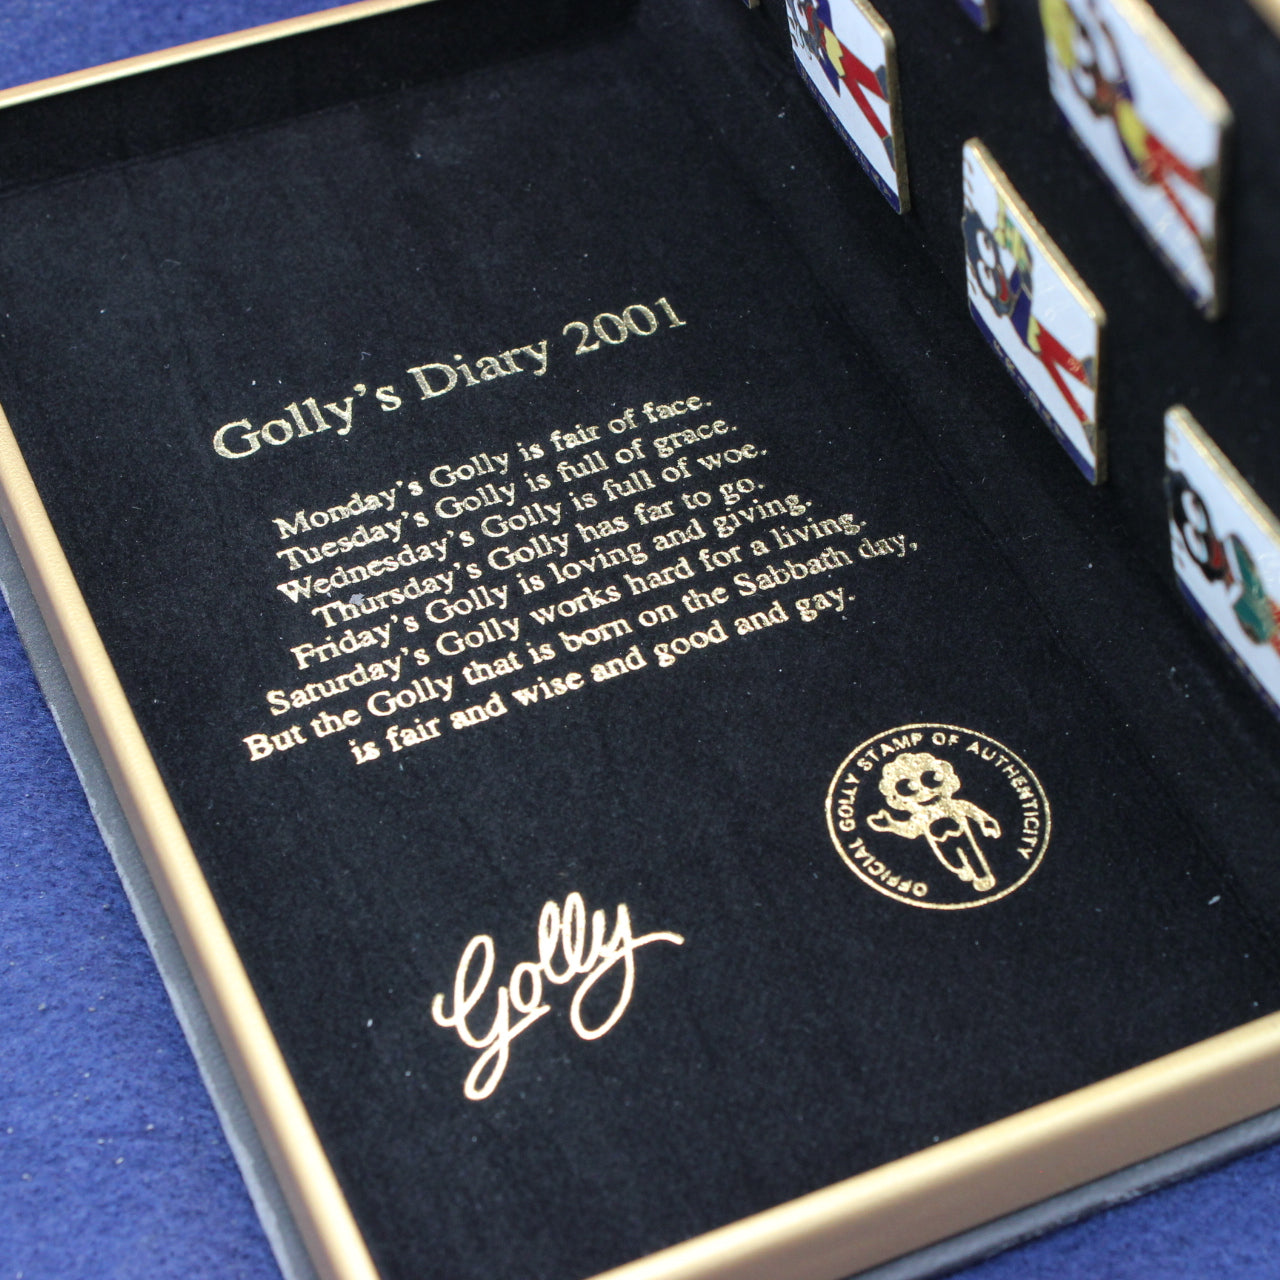 Golly's Diary 2001
Monday's Golly is fair of face.
Tuesday's Golly is full of grace.
Wednesday's Golly is full of woe.
Thursday's Golly has far to go.
Friday's Golly is loving and giving.
Saturday's Golly works hard for a living.
But the Golly that is born on the Sabbath day,
is fair and wise and good and gay.
OFFICIAL GOLLY STAMP OF AUTHENTICITY
Golly